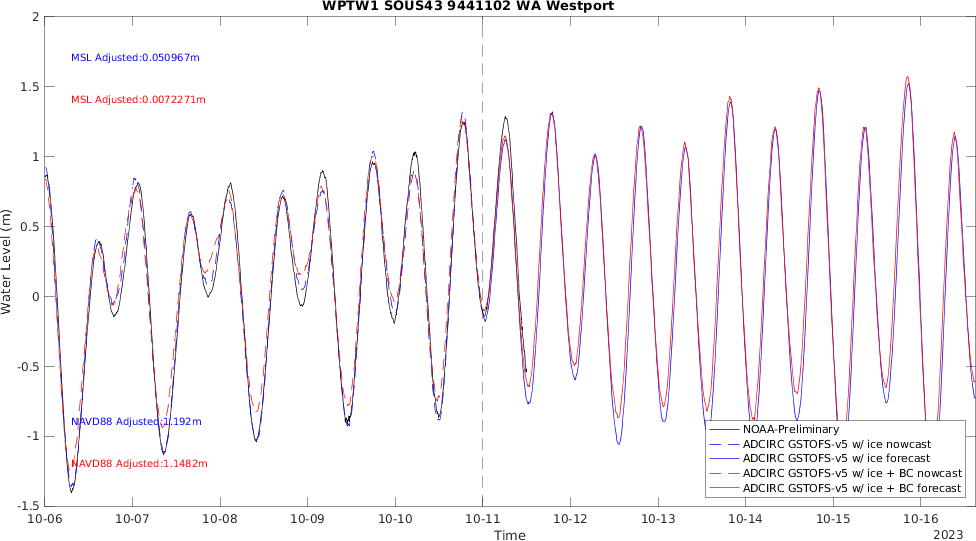 WPTW1 SOUS43 9441102 WA Westport
2
1.5
1
0.5
0
-0.5
-1
-1.5
Water Level (m)
MSL Adjusted:0.050967m
MSL Adjusted:0.0072271m
NAVD88 Adjusted:1.192m
NAVD88 Adjusted:1.1482m
NOAA-Preliminary
ADCIRC GSTOFS-v5 w/ ice nowcast
ADCIRC GSTOFS-v5 w/ ice forecast
ADCIRC GSTOFS-v5 w/ ice + BC nowcast
ADCIRC GSTOFS-v5 w/ ice + BC forecast
10-06 10-07 10-08 10-09 10-10 10-11 10-12 10-13 10-14 10-15 10-16
Time
2023